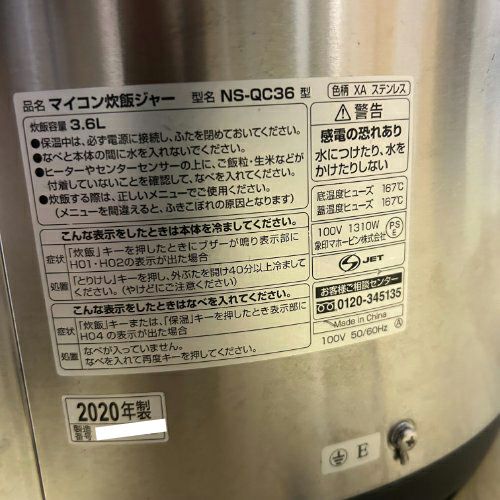 品名 マイコン炊飯ジャー 型名 NS-QC36 型
炊飯容量 3.6L
●保温中は、必ず電源に接続し、ふたを閉めておいてください。
●なべと本体の間に水を入れないでください。
●ヒーターやセンターセンサーの上に、ご飯粒・生米などが
付着していないことを確認して、なべを入れてください。
●炊飯する際は、正しいメニューでご使用ください。
(メニューを間違えると、ふきこぼれの原因となります)
こんな表示をしたときは本体を冷ましてください。
症状 「炊飯」キーを押したときにブザーが鳴り表示部に
H01・H02の表示が出た場合
処置 「とりけし」キーを押し、外ぶたを開け40分以上冷まして
ください。(やけどにご注意ください)
こんな表示をしたときはなべを入れてください。
症状 「炊飯」キーまたは、「保温」キーを押したとき表示部に
H04 の表示が出た場合
処置 なべが入っていません。
なべを入れて再度キーを押してください。
色柄 XA ステンレス
警告
感電の恐れあり
水につけたり、水を
かけたりしない
底温度ヒューズ 167℃
蓋温度ヒューズ 167℃
100V 1310W
象印マホービン株式会社
PS
E
JET
お客様ご相談センター
0120-345135
Made in China
100V 50/60Hz Ⓐ
2020年製
製造
番号
E